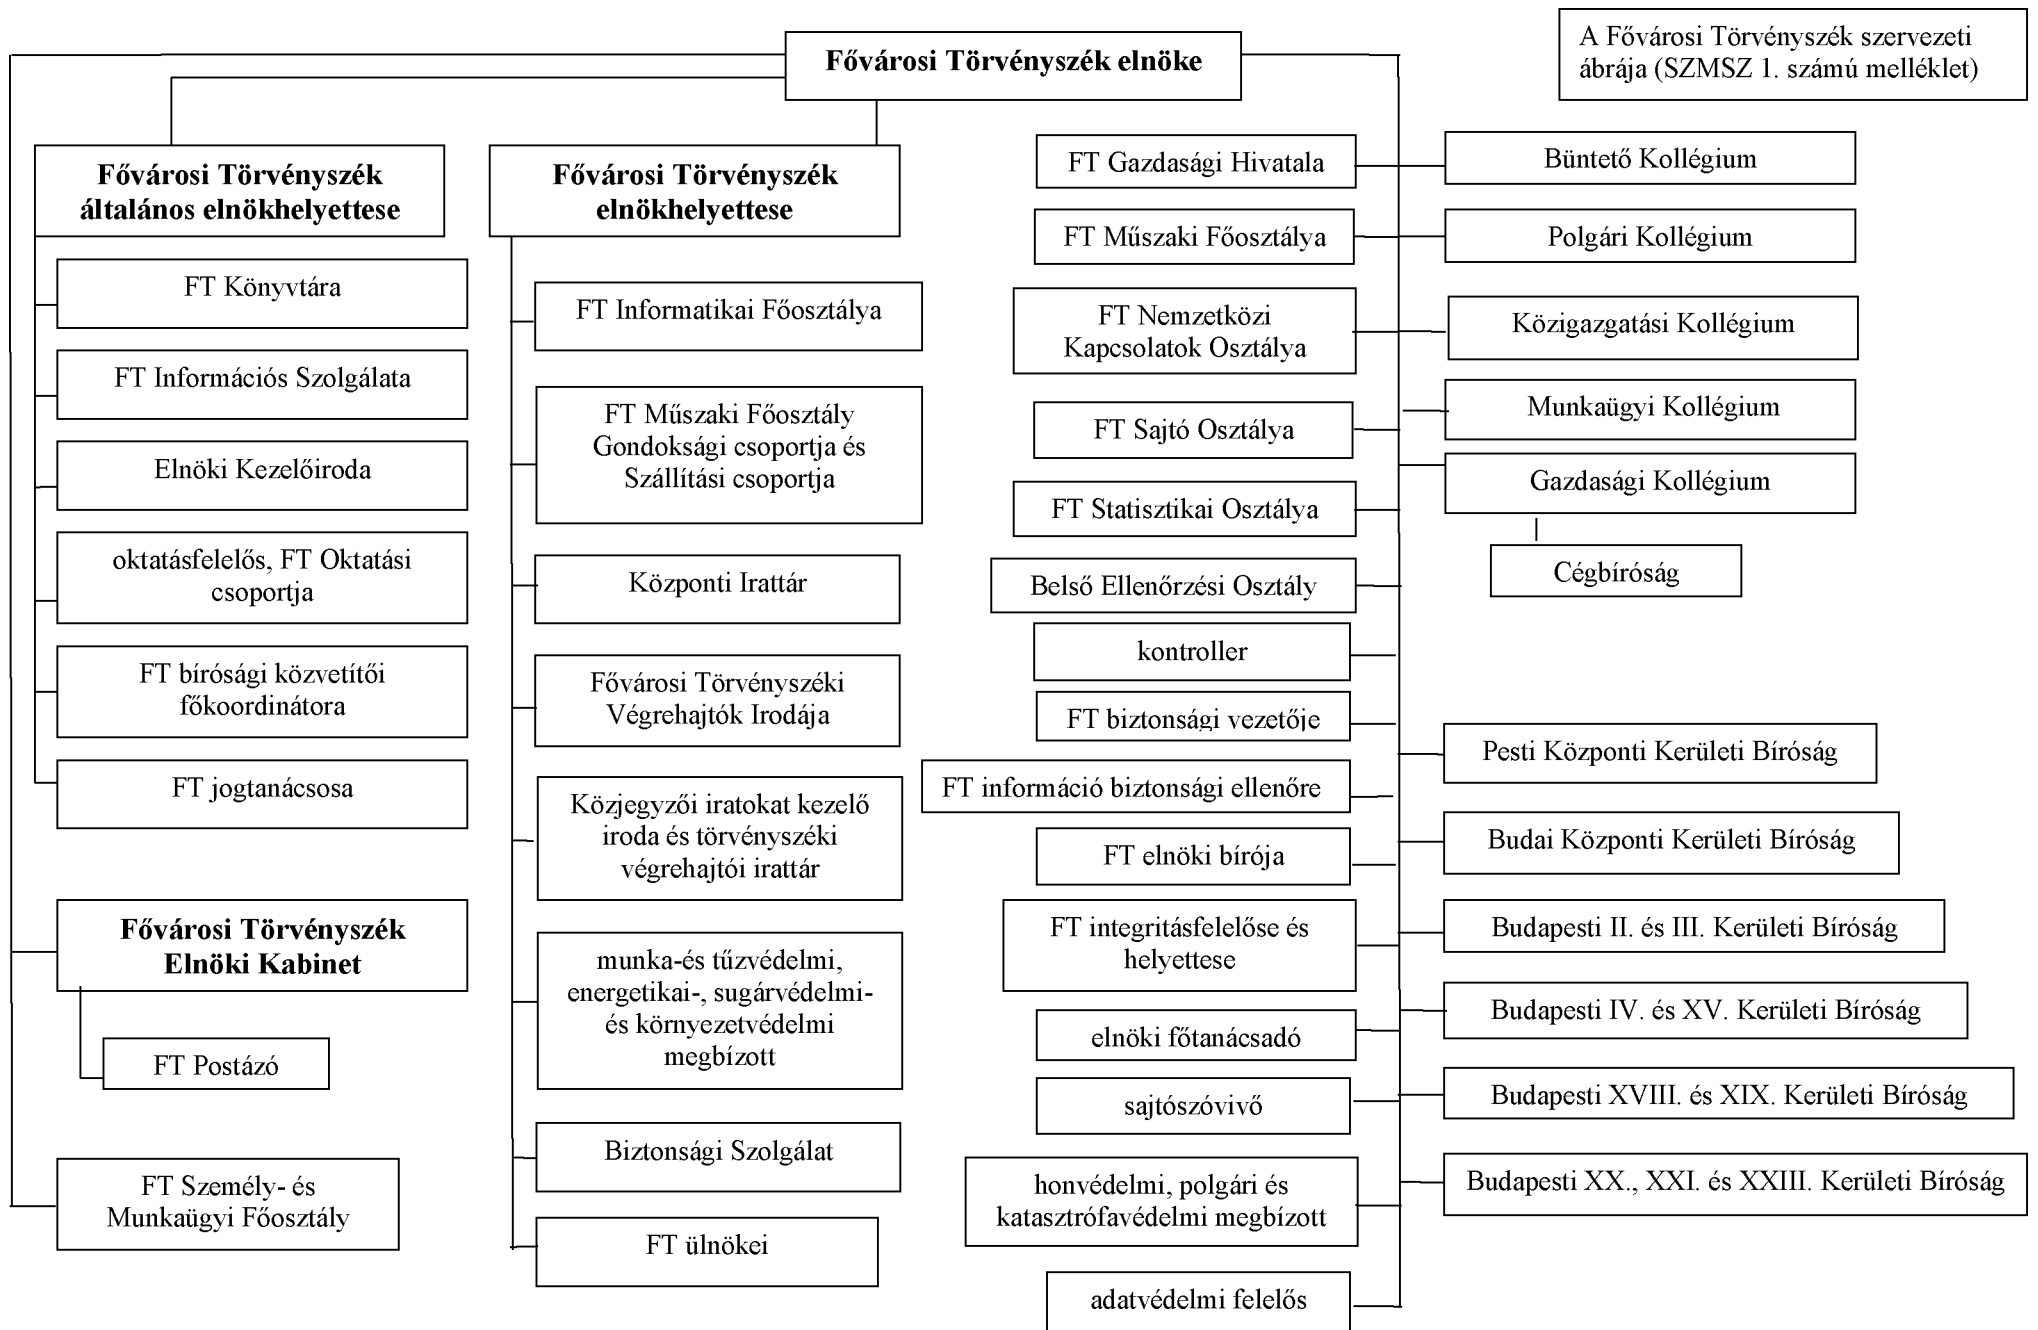 A Fővárosi Törvényszék szervezeti
ábrája (SZMSZ 1. számú melléklet)
Fővárosi Törvényszék elnöke
Fővárosi Törvényszék
általános elnökhelyettese
FT Könyvtára
FT Információs Szolgálata
Elnöki Kezelőiroda
oktatásfelelős, FT Oktatási
csoportja
FT bírósági közvetítői
főkoordinátora
FT jogtanácsosa
Fővárosi Törvényszék
Elnöki Kabinet
FT Postázó
FT Személy- és
Munkaügyi Főosztály
Fővárosi Törvényszék
elnökhelyettese
FT Informatikai Főosztálya
FT Műszaki Főosztály
Gondoksági csoportja és
Szállítási csoportja
Központi Irattár
Fővárosi Törvényszéki
Végrehajtók Irodája
Közjegyzői iratokat kezelő
iroda és törvényszéki
végrehajtói irattár
munka-és tűzvédelmi,
energetikai-, sugárvédelmi-
és környezetvédelmi
megbízott
Biztonsági Szolgálat
FT ülnökei
FT Gazdasági Hivatala
FT Műszaki Főosztálya
FT Nemzetközi
Kapcsolatok Osztálya
FT Sajtó Osztálya
FT Statisztikai Osztálya
Belső Ellenőrzési Osztály
kontroller
FT biztonsági vezetője
FT információ biztonsági ellenőre
FT elnöki bírója
FT integritásfelelőse és
helyettese
elnöki főtanácsadó
sajtószóvivő
honvédelmi, polgári és
katasztrófavédelmi megbízott
adatvédelmi felelős
Büntető Kollégium
Polgári Kollégium
Közigazgatási Kollégium
Munkaügyi Kollégium
Gazdasági Kollégium
Cégbíróság
Pesti Központi Kerületi Bíróság
Budai Központi Kerületi Bíróság
Budapesti II. és III. Kerületi Bíróság
Budapesti IV. és XV. Kerületi Bíróság
Budapesti XVIII. és XIX. Kerületi Bíróság
Budapesti XX., XXI. és XXIII. Kerületi Bíróság